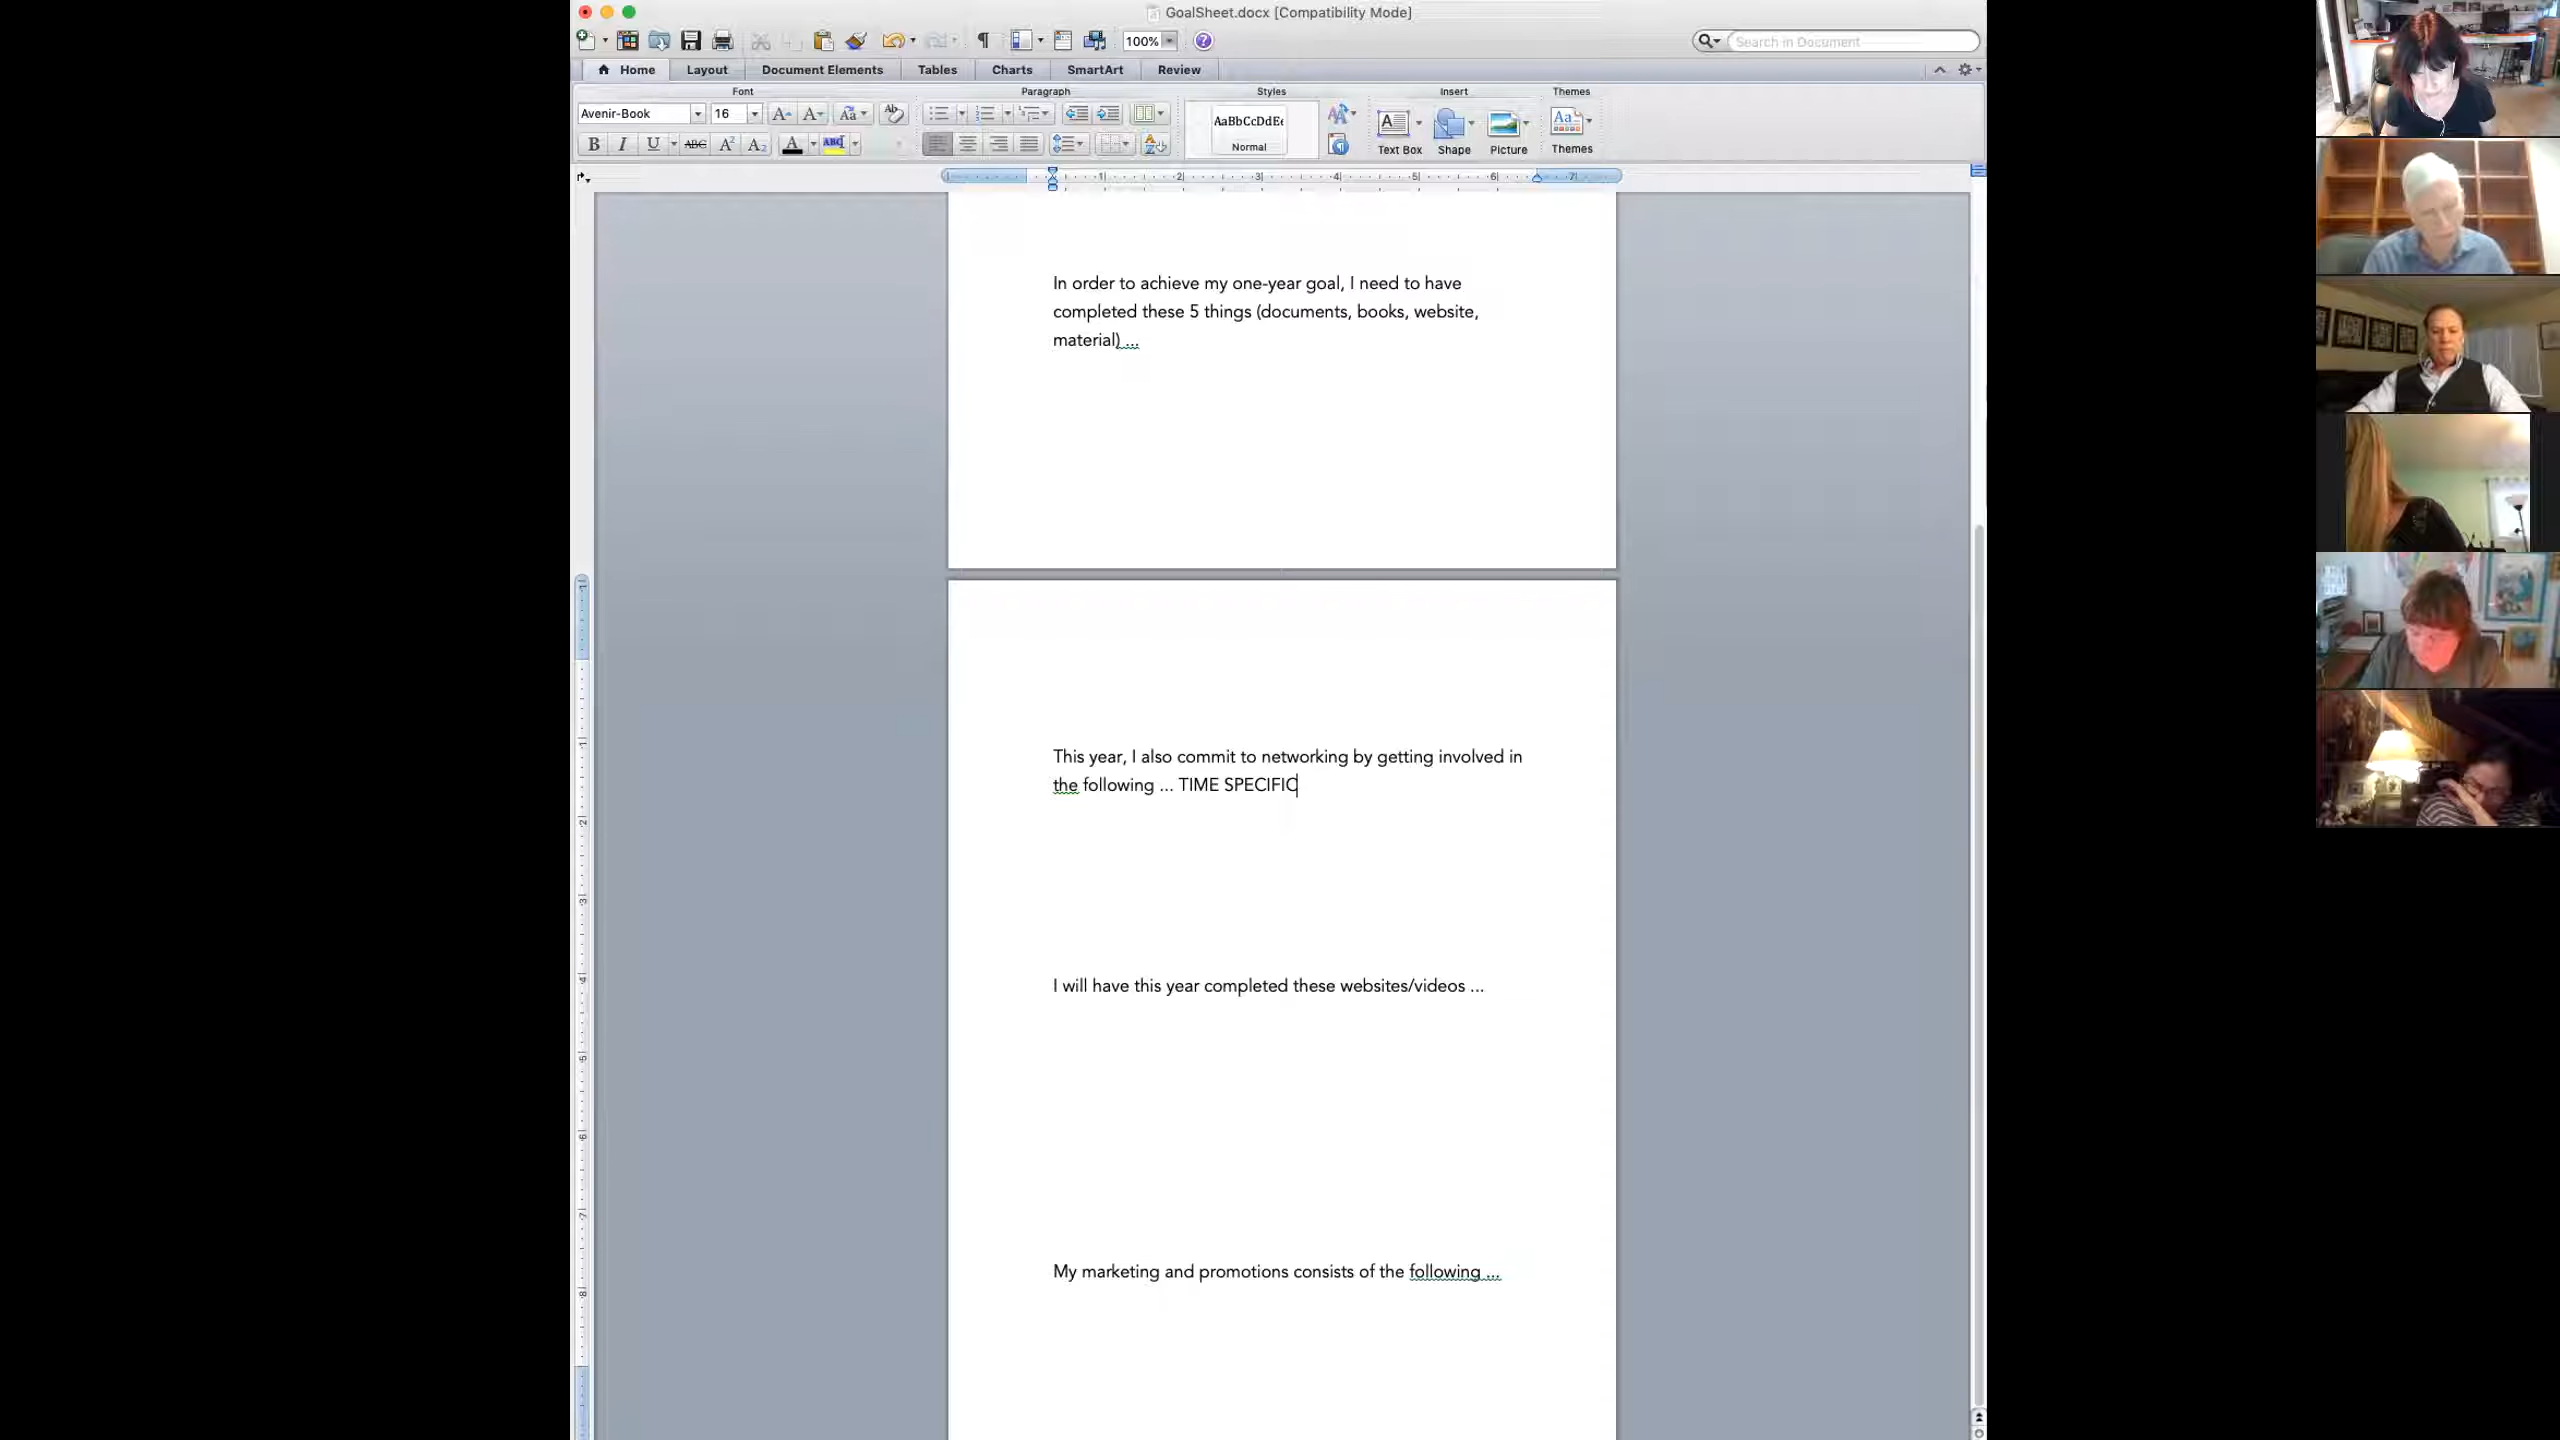 GoalSheet.docx [Compatibility Mode]
100%
Search in Document
Home Layout Document Elements Tables Charts SmartArt Review
Font Paragraph Styles Insert Themes
Avenir-Book 16
AaBbCcDdEe
Normal
Text Box Shape Picture Themes
In order to achieve my one-year goal, I need to have
completed these 5 things (documents, books, website,
material) ...
This year, I also commit to networking by getting involved in
the following ... TIME SPECIFIC
I will have this year completed these websites/videos ...
My marketing and promotions consists of the following ...